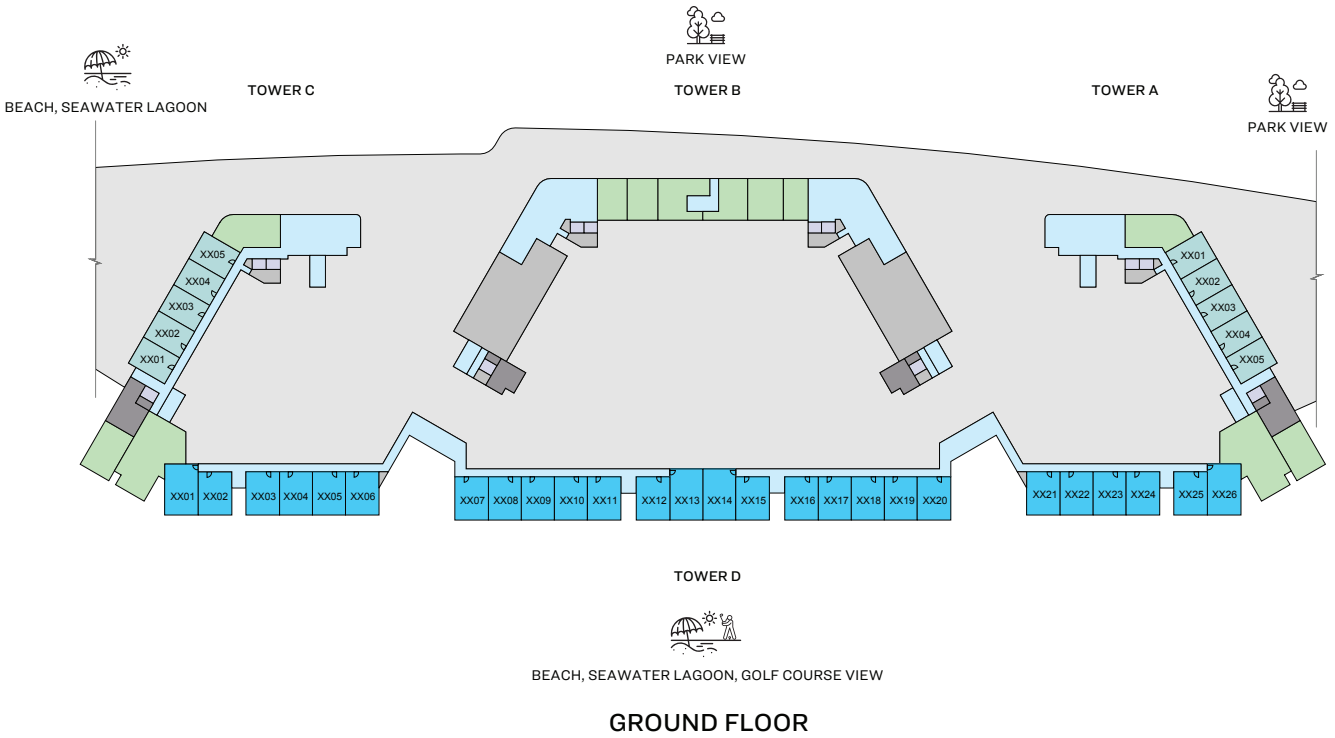 PARK VIEW
BEACH, SEAWATER LAGOON
TOWER C
TOWER B
TOWER A
PARK VIEW
XX05
XX04
XX03
XX02
XX01
XX01
XX02
XX03
XX04
XX05
XX01 XX02 XX03 XX04 XX05 XX06 XX07 XX08 XX09 XX10 XX11 XX12 XX13 XX14 XX15 XX16 XX17 XX18 XX19 XX20 XX21 XX22 XX23 XX24 XX25 XX26
TOWER D
BEACH, SEAWATER LAGOON, GOLF COURSE VIEW
GROUND FLOOR